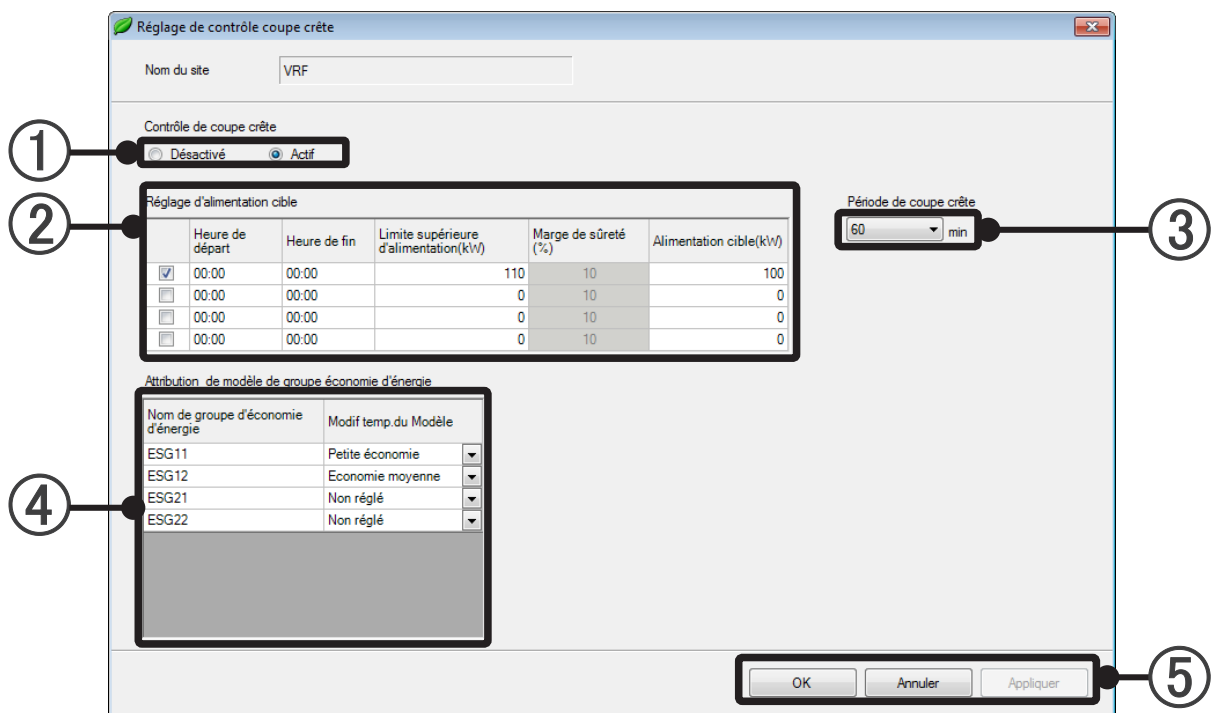 Réglage de contrôle coupe crête
Nom du site VRF
Contrôle de coupe crête
1
Désactivé Actif
2
Réglage d'alimentation cible
Heure de départ Heure de fin Limite supérieure d'alimentation(kW) Marge de sûreté (%) Alimentation cible(kW)
00:00 00:00 110 10 100
00:00 00:00 0 10 0
00:00 00:00 0 10 0
00:00 00:00 0 10 0
Période de coupe crête
60 min
3
Attribution de modèle de groupe économie d'énergie
Nom de groupe d'économie d'énergie Modif temp.du Modèle
ESG11 Petite économie
ESG12 Economie moyenne
ESG21 Non réglé
ESG22 Non réglé
4
OK Annuler Appliquer
5